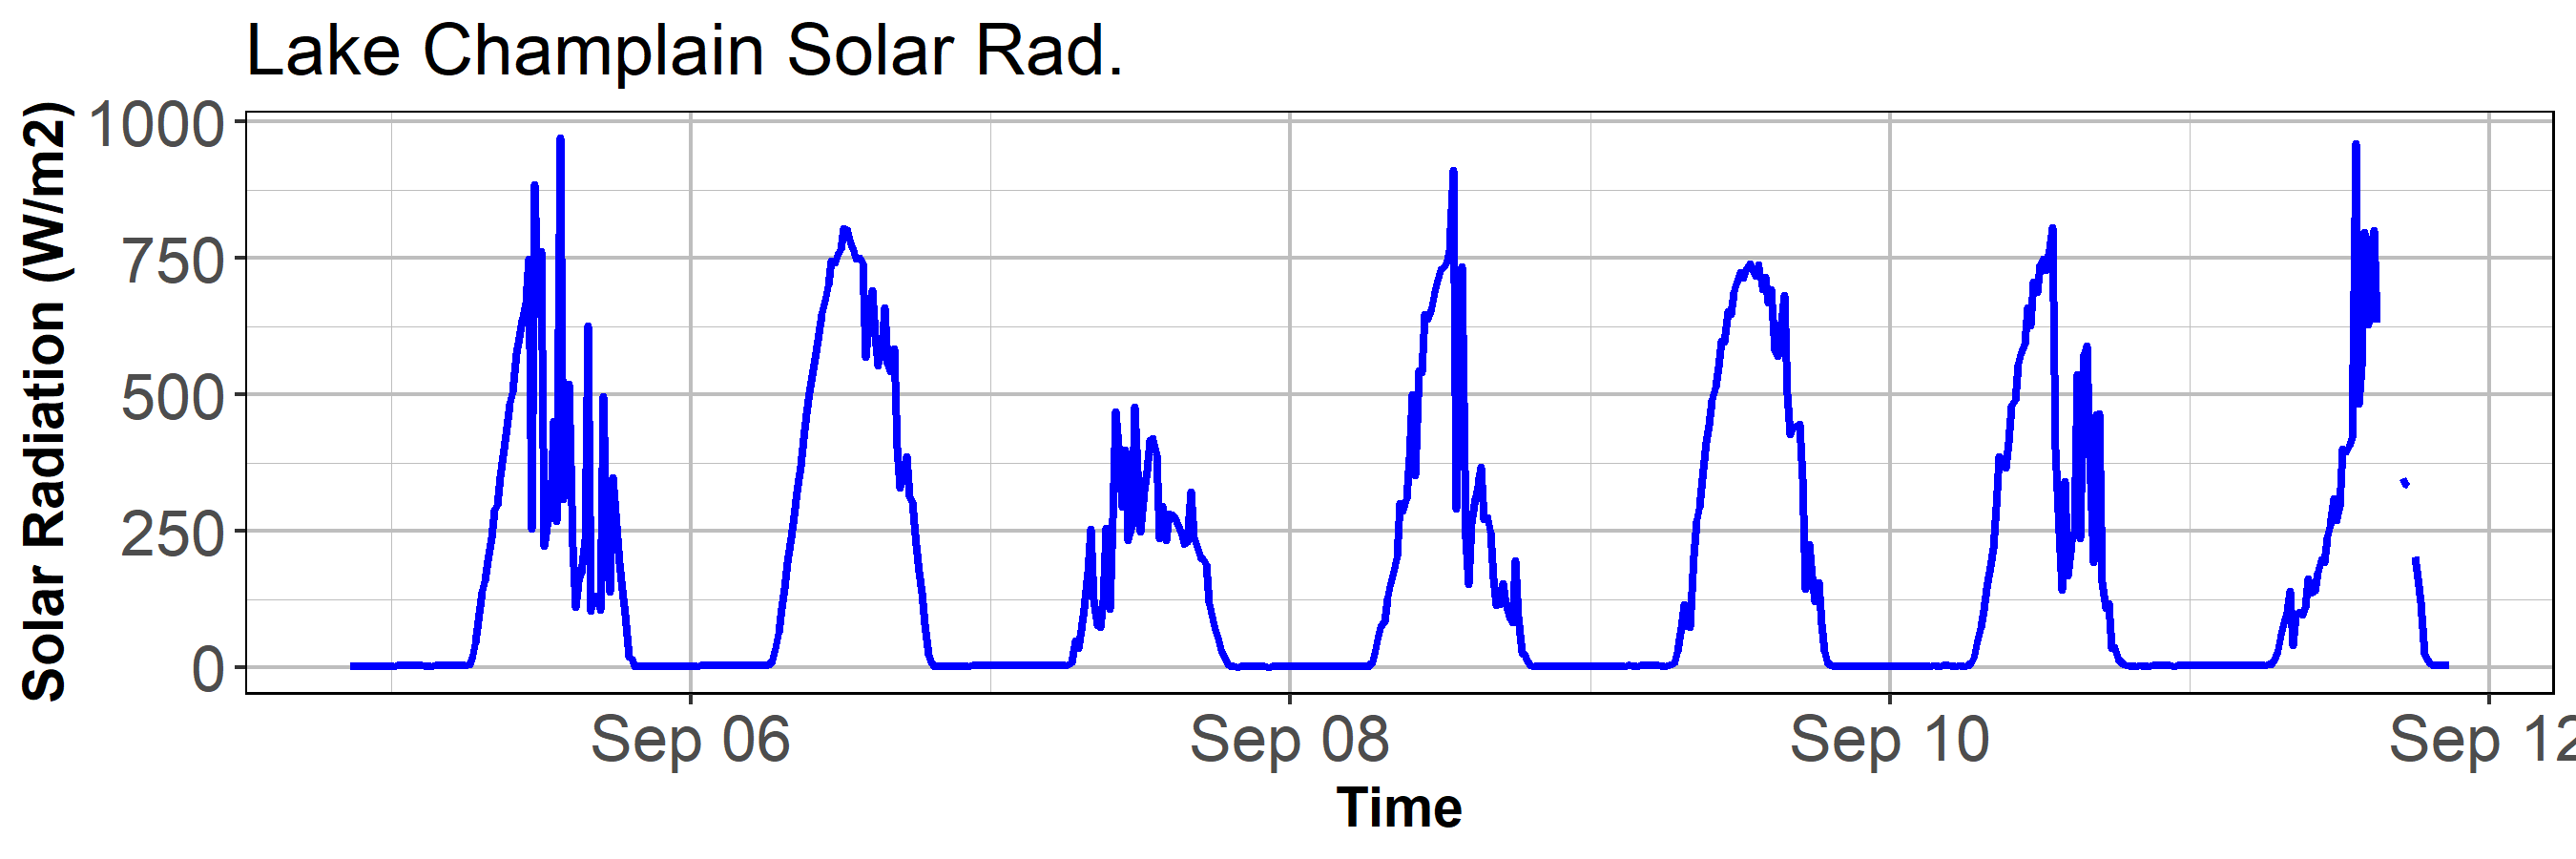 Lake Champlain Solar Rad.
Solar Radiation (W/m2)
1000
750
500
250
0
Sep 06 Sep 08 Sep 10 Sep 12
Time